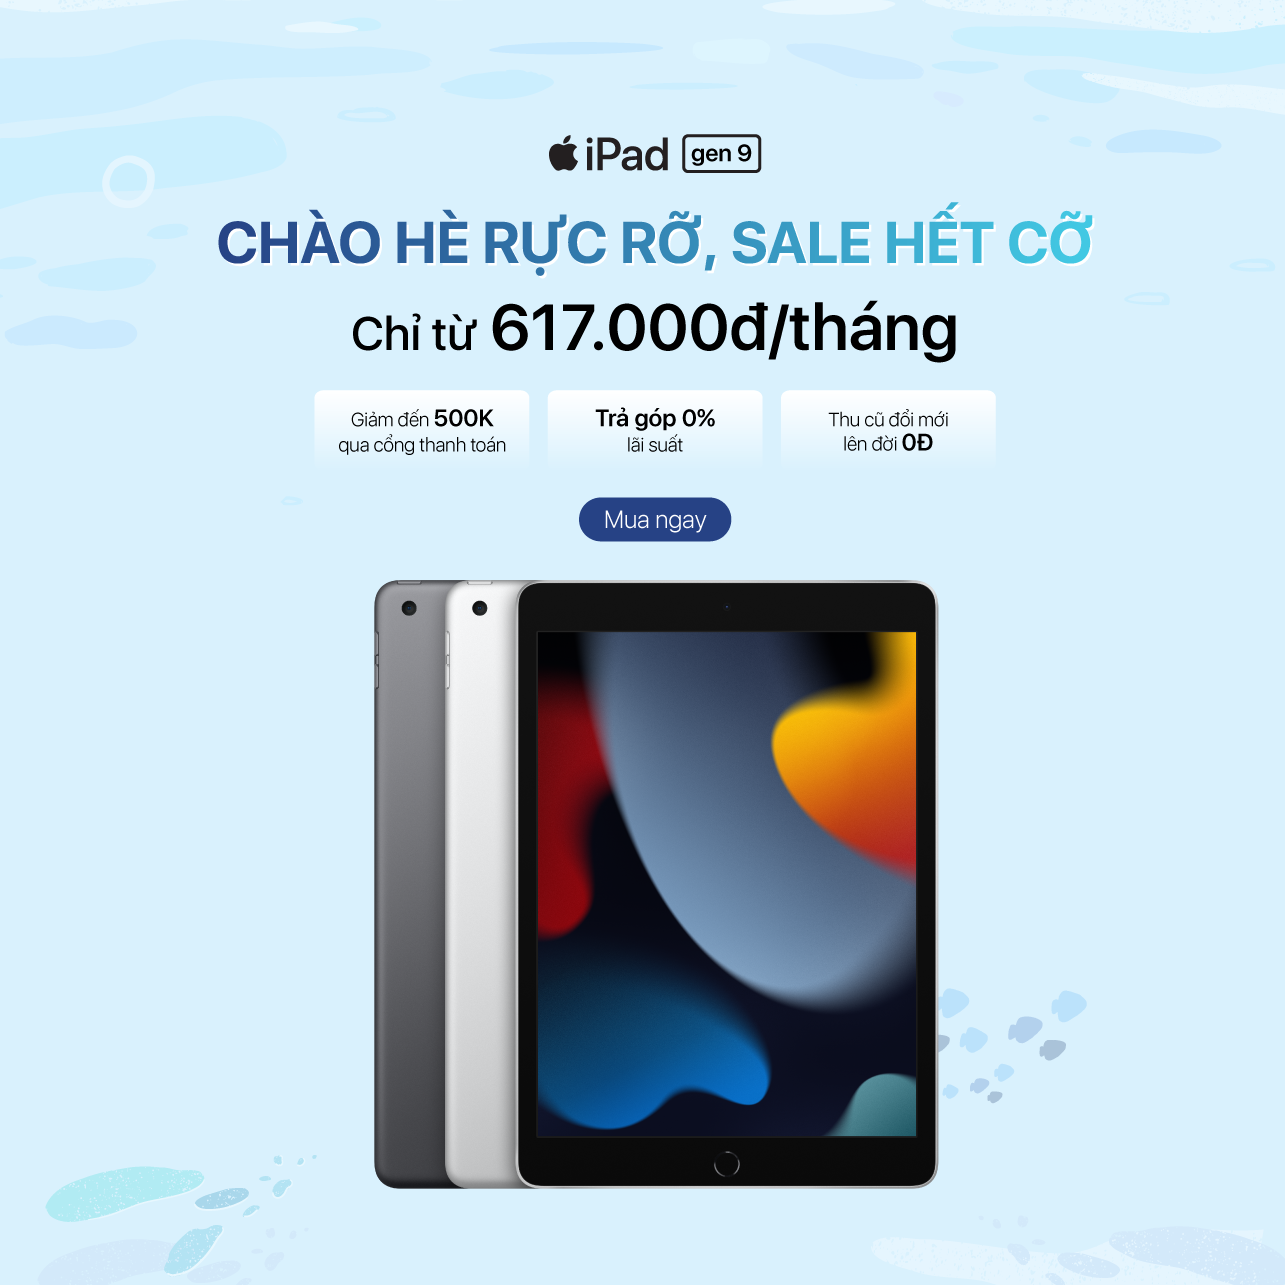 iPad gen 9
CHÀO HÈ RỰC RỠ, SALE HẾT CỠ
Chỉ từ 617.000đ/tháng
Giảm đến 500K
qua cổng thanh toán
Trả góp 0%
lãi suất
Thu cũ đổi mới
lên đời 0Đ
Mua ngay